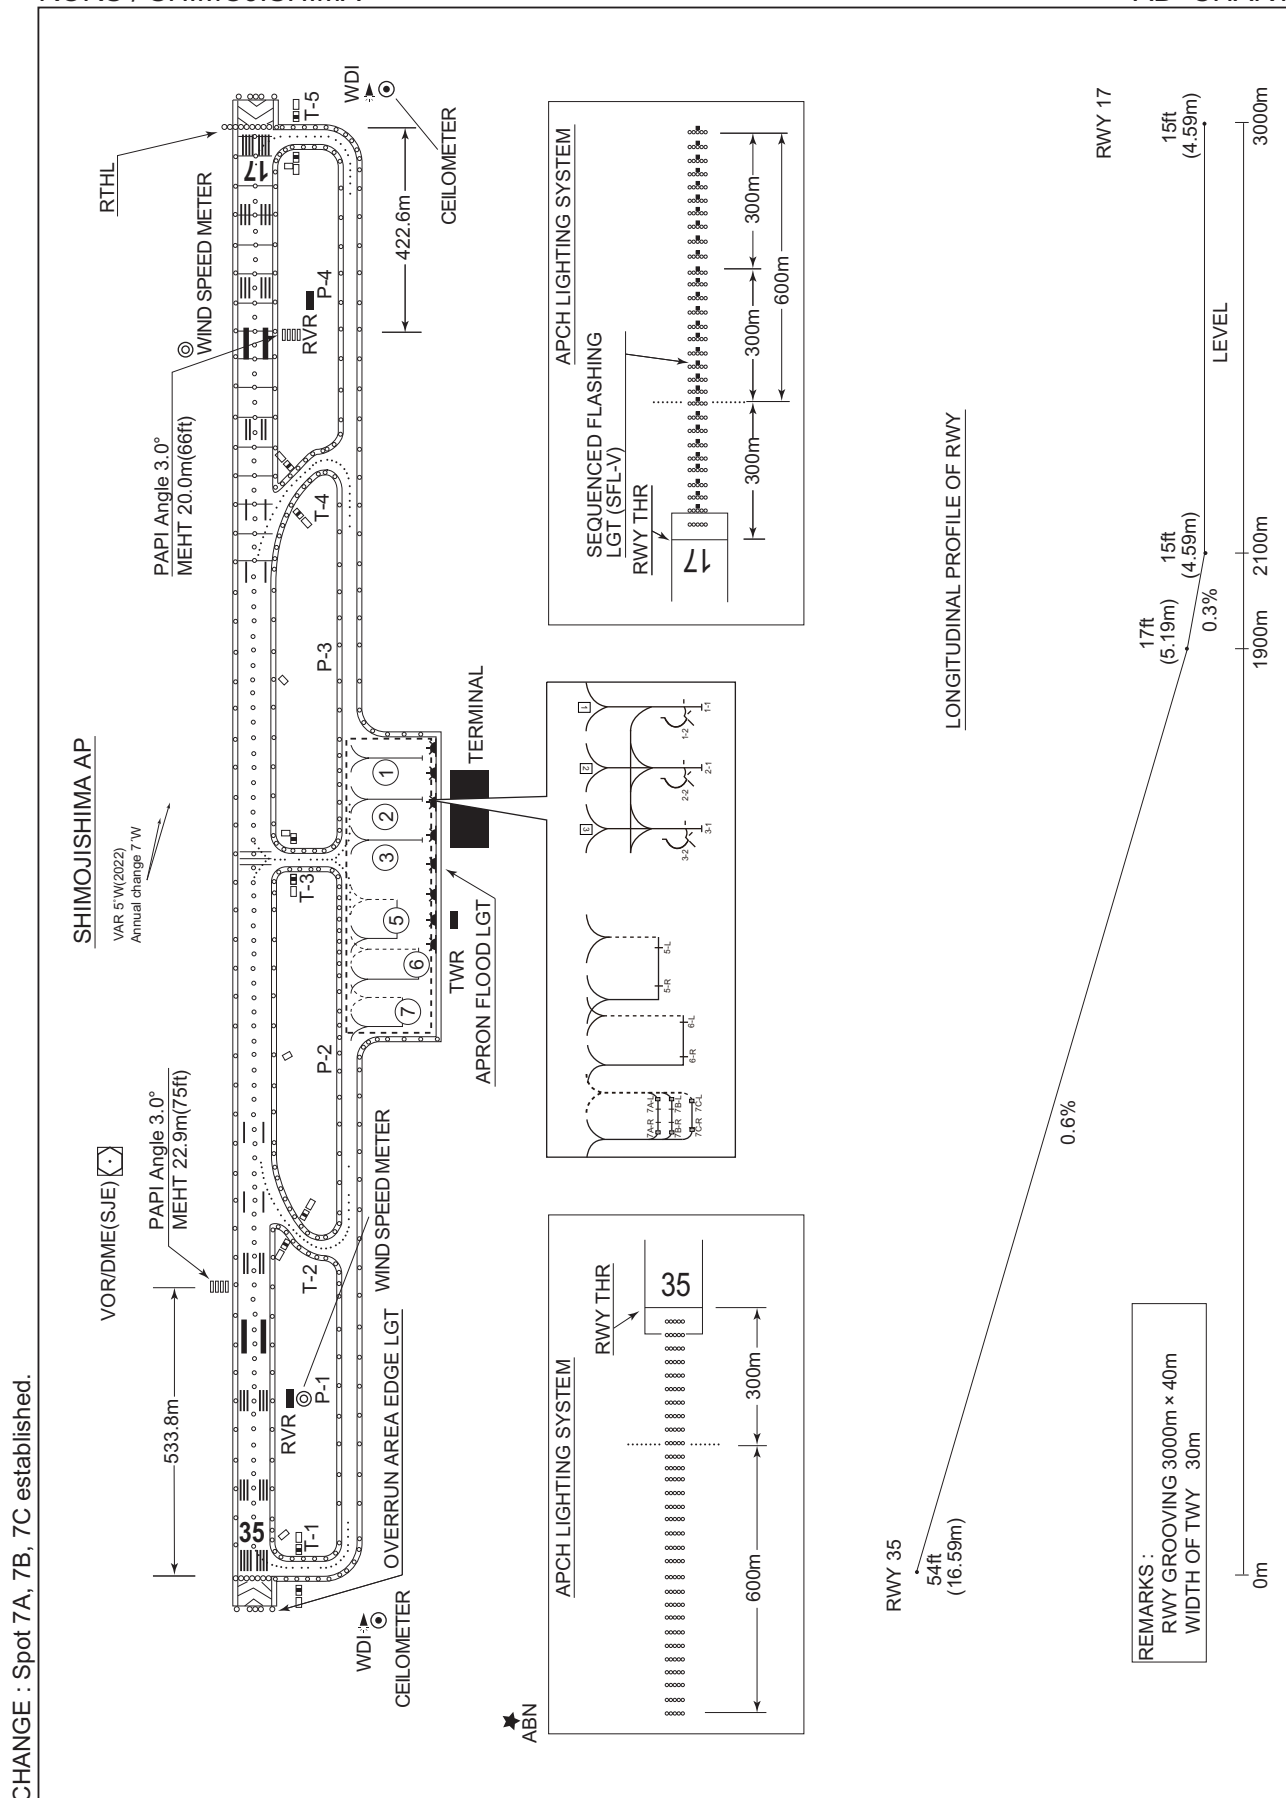 CHANGE : Spot 7A, 7B, 7C established.
SHIMOJISHIMA AP
VAR 5°W(2022)
Annual change 7´W
VOR/DME(SJE)
PAPI Angle 3.0°
MEHT 22.9m(75ft)
533.8m
PAPI Angle 3.0°
MEHT 20.0m(66ft)
RTHL
WIND SPEED METER
35
17
RVR
P-1
T-1
T-2
P-2
T-3
P-3
T-4
P-4
RVR
T-5
WDI
CEILOMETER
422.6m
WDI
CEILOMETER
OVERRUN AREA EDGE LGT
WIND SPEED METER
7
6
5
3
2
1
APRON FLOOD LGT
TWR
TERMINAL
ABN
APCH LIGHTING SYSTEM
RWY THR
35
600m
300m
7A-R 7A-L
7B-R 7B-L
7C-R 7C-L
6-R
6-L
5-R
5-L
3
3-2
3-1
2
2-2
2-1
1
1-2
1-1
APCH LIGHTING SYSTEM
SEQUENCED FLASHING
LGT (SFL-V)
RWY THR
17
300m
300m
300m
600m
LONGITUDINAL PROFILE OF RWY
RWY 35
54ft
(16.59m)
0.6%
17ft
(5.19m)
0.3%
15ft
(4.59m)
LEVEL
RWY 17
15ft
(4.59m)
0m
1900m
2100m
3000m
REMARKS :
RWY GROOVING 3000m × 40m
WIDTH OF TWY 30m